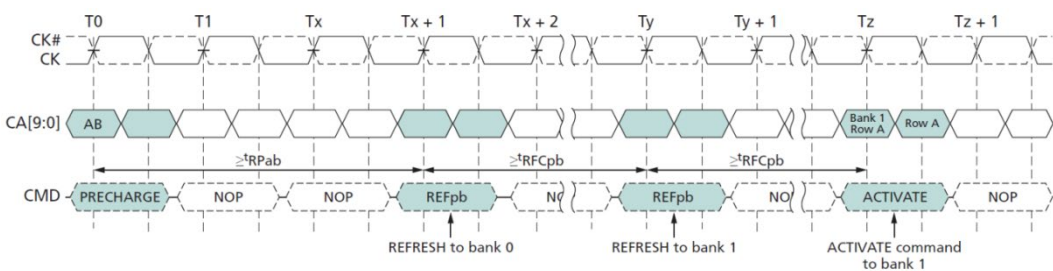 T0 T1 Tx Tx + 1 Tx + 2 Ty Ty + 1 Tz Tz + 1
CK#
CK
CA[9:0] AB Bank 1 Row A Row A
≥tRPab ≥tRFCpb ≥tRFCpb
CMD PRECHARGE NOP NOP REFpb REFpb ACTIVATE NOP
REFRESH to bank 0 REFRESH to bank 1 ACTIVATE command
to bank 1